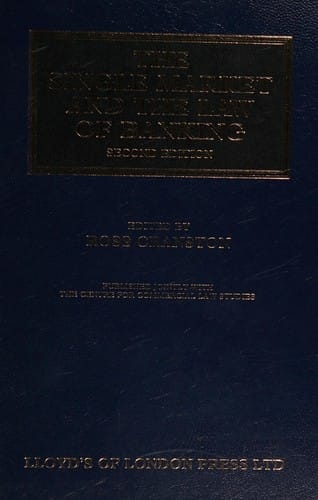 THE
SINGLE MARKET
AND THE LAW
OF BANKING
SECOND EDITION
EDITED BY
ROSS CRANSTON
PUBLISHED JOINTLY WITH
THE CENTRE FOR COMMERCIAL LAW STUDIES
LLOYD'S OF LONDON PRESS LTD